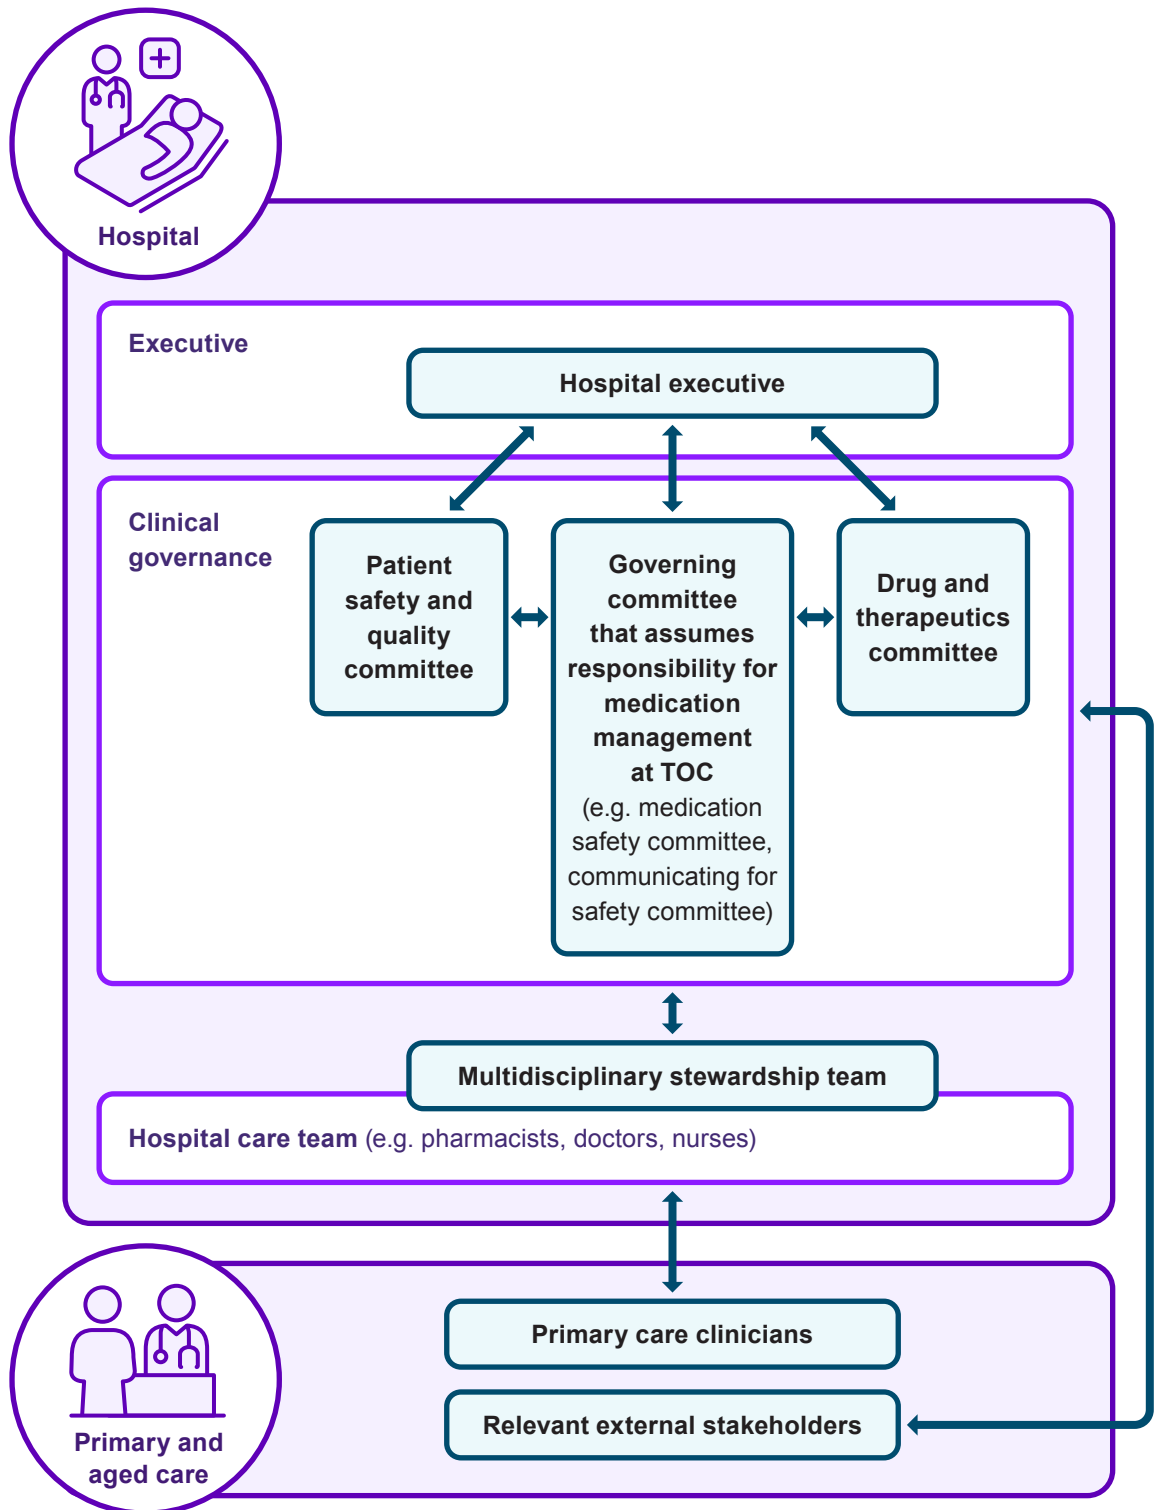 Hospital
Executive
Hospital executive
Clinical
governance
Patient
safety and
quality
committee
Governing
committee
that assumes
responsibility for
medication
management
at TOC
(e.g. medication
safety committee,
communicating for
safety committee)
Drug and
therapeutics
committee
Multidisciplinary stewardship team
Hospital care team (e.g. pharmacists, doctors, nurses)
Primary care clinicians
Relevant external stakeholders
Primary and
aged care